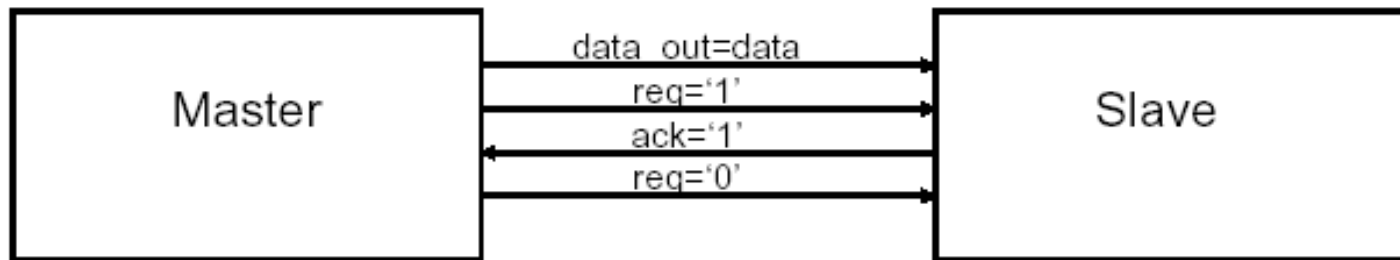 Master
data_out=data
req=‘1’
ack=‘1’
req=‘0’
Slave